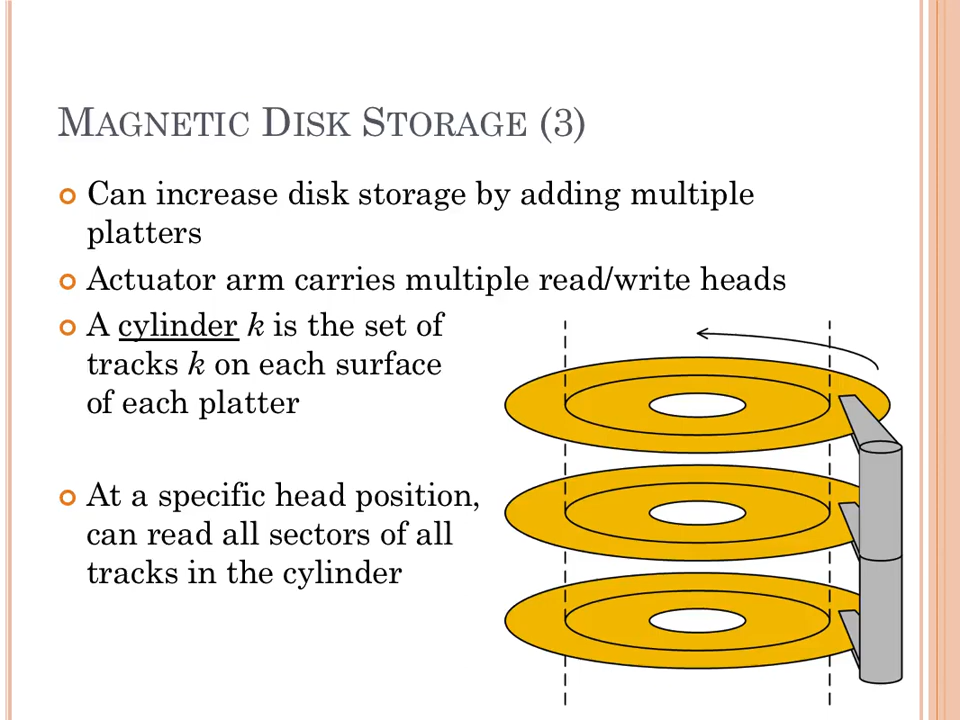 MAGNETIC DISK STORAGE (3)
Can increase disk storage by adding multiple
platters
Actuator arm carries multiple read/write heads
A cylinder k is the set of
tracks k on each surface
of each platter
At a specific head position,
can read all sectors of all
tracks in the cylinder